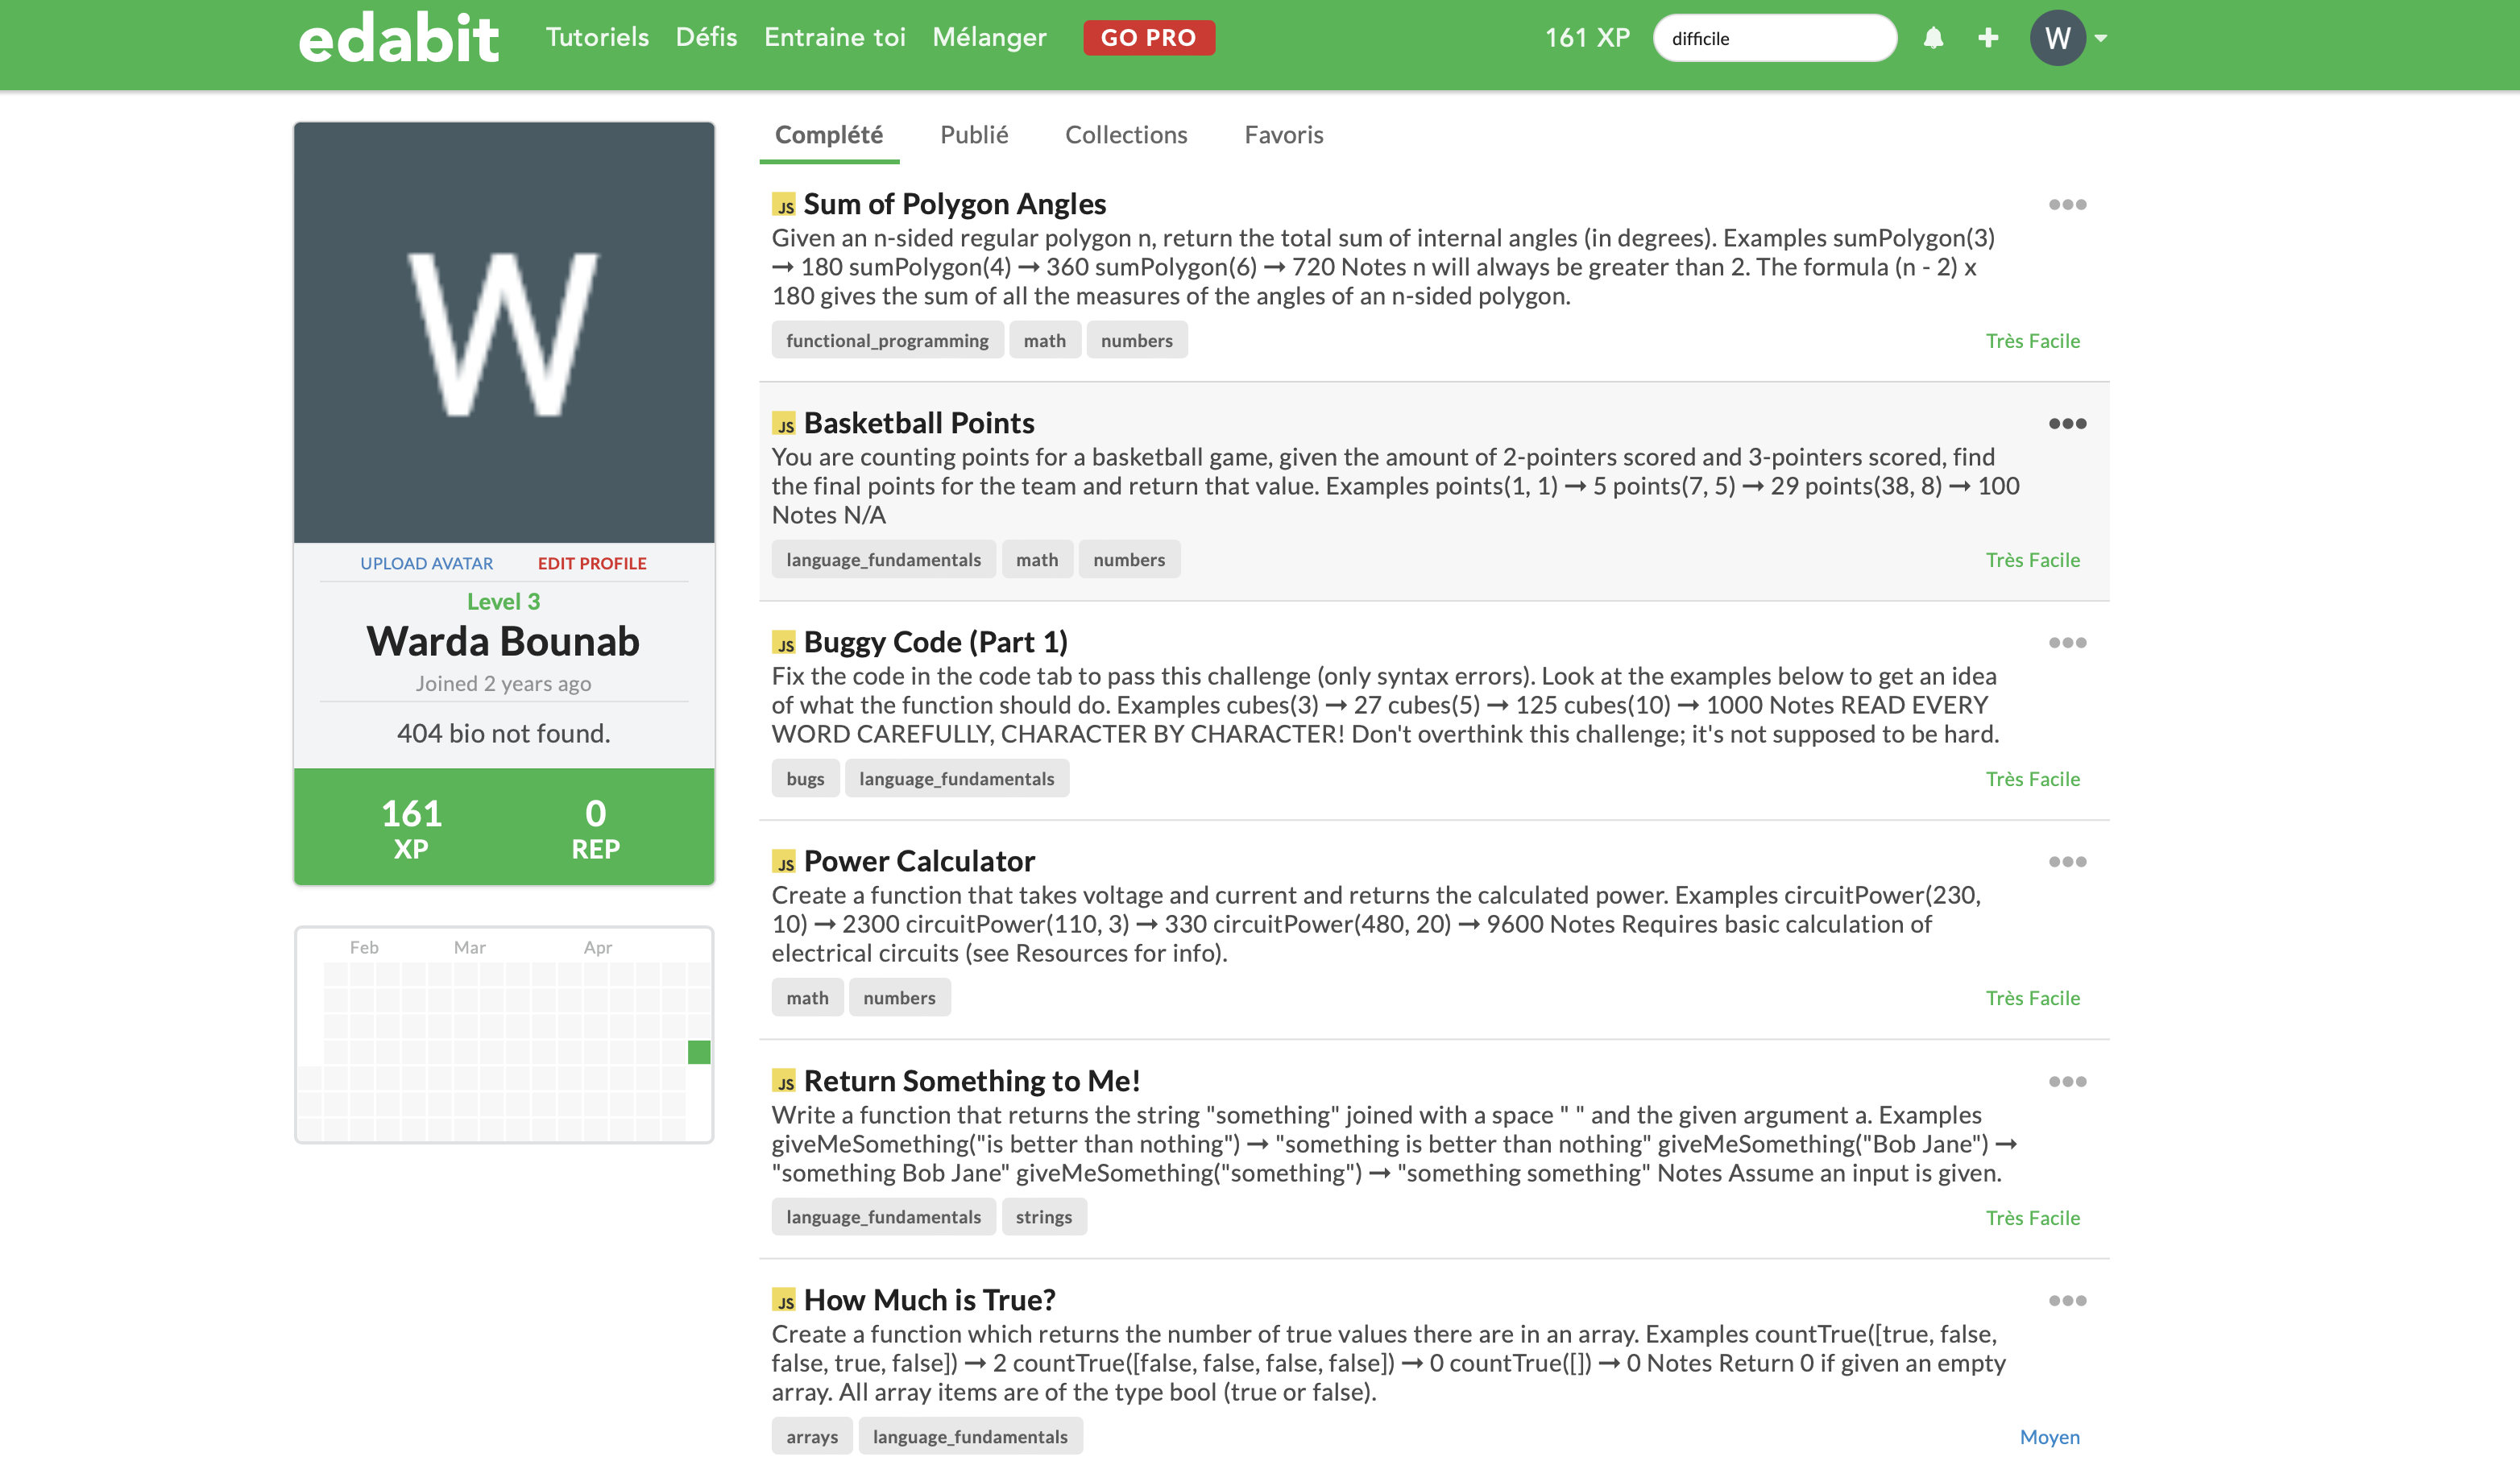 edabit
Tutoriels Défis Entraine toi Mélanger GO PRO 161 XP difficile W
W
UPLOAD AVATAR EDIT PROFILE
Level 3
Warda Bounab
Joined 2 years ago
404 bio not found.
161 0
XP REP
Feb Mar Apr
Complété Publié Collections Favoris
JS Sum of Polygon Angles
Given an n-sided regular polygon n, return the total sum of internal angles (in degrees). Examples sumPolygon(3)
→ 180 sumPolygon(4) → 360 sumPolygon(6) → 720 Notes n will always be greater than 2. The formula (n - 2) x
180 gives the sum of all the measures of the angles of an n-sided polygon.
functional_programming math numbers Très Facile
JS Basketball Points
You are counting points for a basketball game, given the amount of 2-pointers scored and 3-pointers scored, find
the final points for the team and return that value. Examples points(1, 1) → 5 points(7, 5) → 29 points(38, 8) → 100
Notes N/A
language_fundamentals math numbers Très Facile
JS Buggy Code (Part 1)
Fix the code in the code tab to pass this challenge (only syntax errors). Look at the examples below to get an idea
of what the function should do. Examples cubes(3) → 27 cubes(5) → 125 cubes(10) → 1000 Notes READ EVERY
WORD CAREFULLY, CHARACTER BY CHARACTER! Don't overthink this challenge; it's not supposed to be hard.
bugs language_fundamentals Très Facile
JS Power Calculator
Create a function that takes voltage and current and returns the calculated power. Examples circuitPower(230,
10) → 2300 circuitPower(110, 3) → 330 circuitPower(480, 20) → 9600 Notes Requires basic calculation of
electrical circuits (see Resources for info).
math numbers Très Facile
JS Return Something to Me!
Write a function that returns the string "something" joined with a space " " and the given argument a. Examples
giveMeSomething("is better than nothing") → "something is better than nothing" giveMeSomething("Bob Jane") →
"something Bob Jane" giveMeSomething("something") → "something something" Notes Assume an input is given.
language_fundamentals strings Très Facile
JS How Much is True?
Create a function which returns the number of true values there are in an array. Examples countTrue([true, false,
false, true, false]) → 2 countTrue([false, false, false, false]) → 0 countTrue([]) → 0 Notes Return 0 if given an empty
array. All array items are of the type bool (true or false).
arrays language_fundamentals Moyen